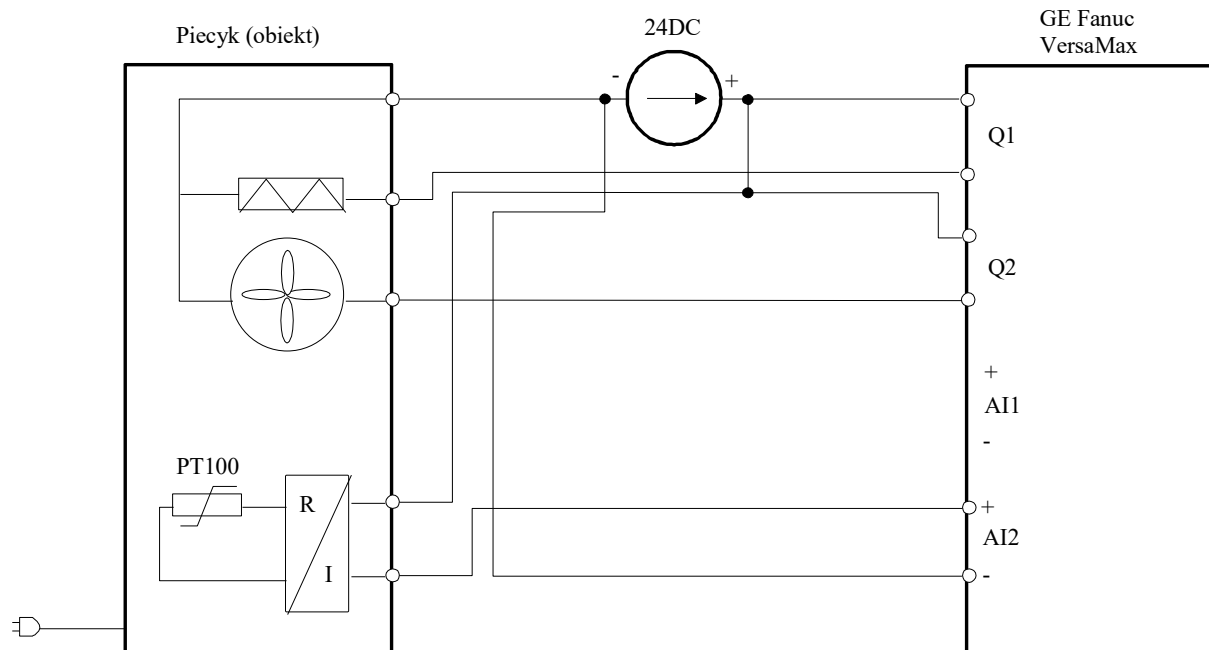 Piecyk (obiekt)
24DC
GE Fanuc
VersaMax
- +
Q1
Q2
+
AI1
-
PT100
R
I
+
AI2
-